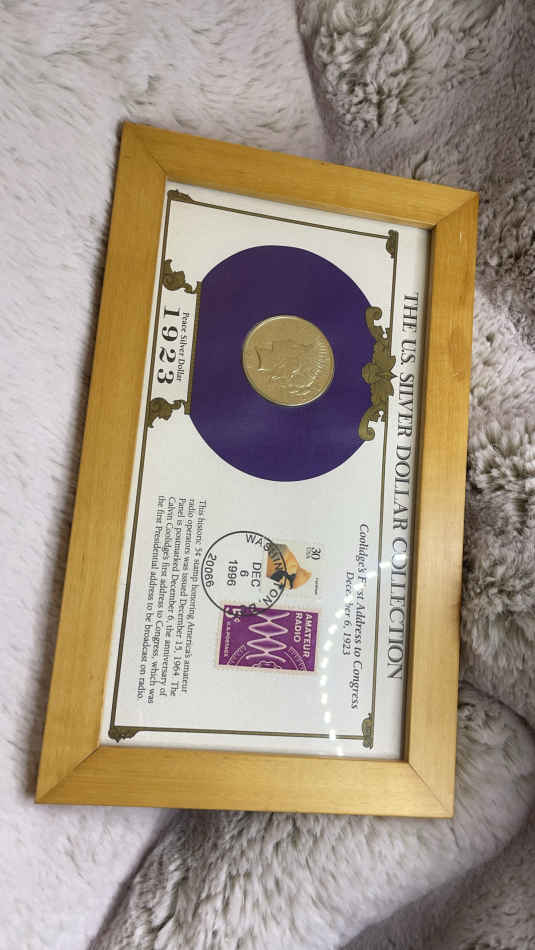 THE U.S. SILVER DOLLAR COLLECTION
Coolidge's First Address to Congress
December 6, 1923
30
USA
AMATEUR
RADIO
5¢
U.S. POSTAGE
WASHINGTON,
DEC
6
1996
20066
Peace Silver Dollar
1923
This historic 5¢ stamp honoring America's amateur
radio operators was issued December 15, 1964. The
Panel is postmarked December 6, the anniversary of
Calvin Coolidge's first address to Congress, which was
the first Presidential address to be broadcast on radio.